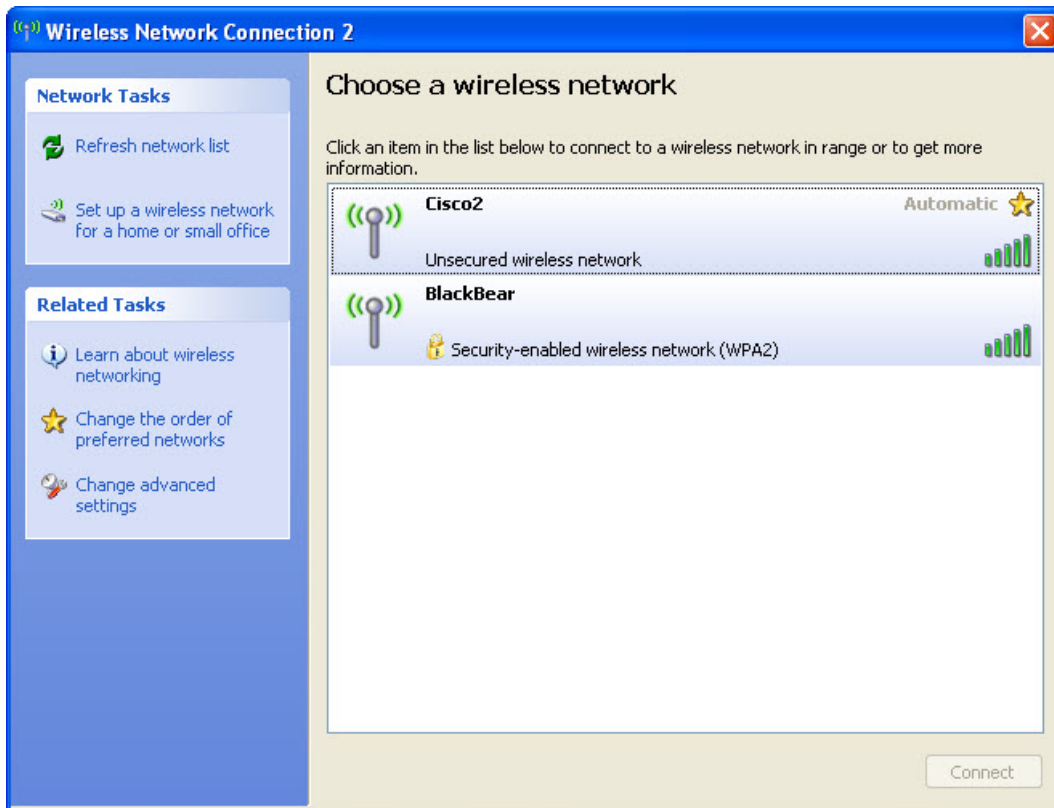 Wireless Network Connection 2
Network Tasks
Refresh network list
Set up a wireless network
for a home or small office
Related Tasks
Learn about wireless
networking
Change the order of
preferred networks
Change advanced
settings
Choose a wireless network
Click an item in the list below to connect to a wireless network in range or to get more
information.
Cisco2
Automatic
Unsecured wireless network
BlackBear
Security-enabled wireless network (WPA2)
Connect